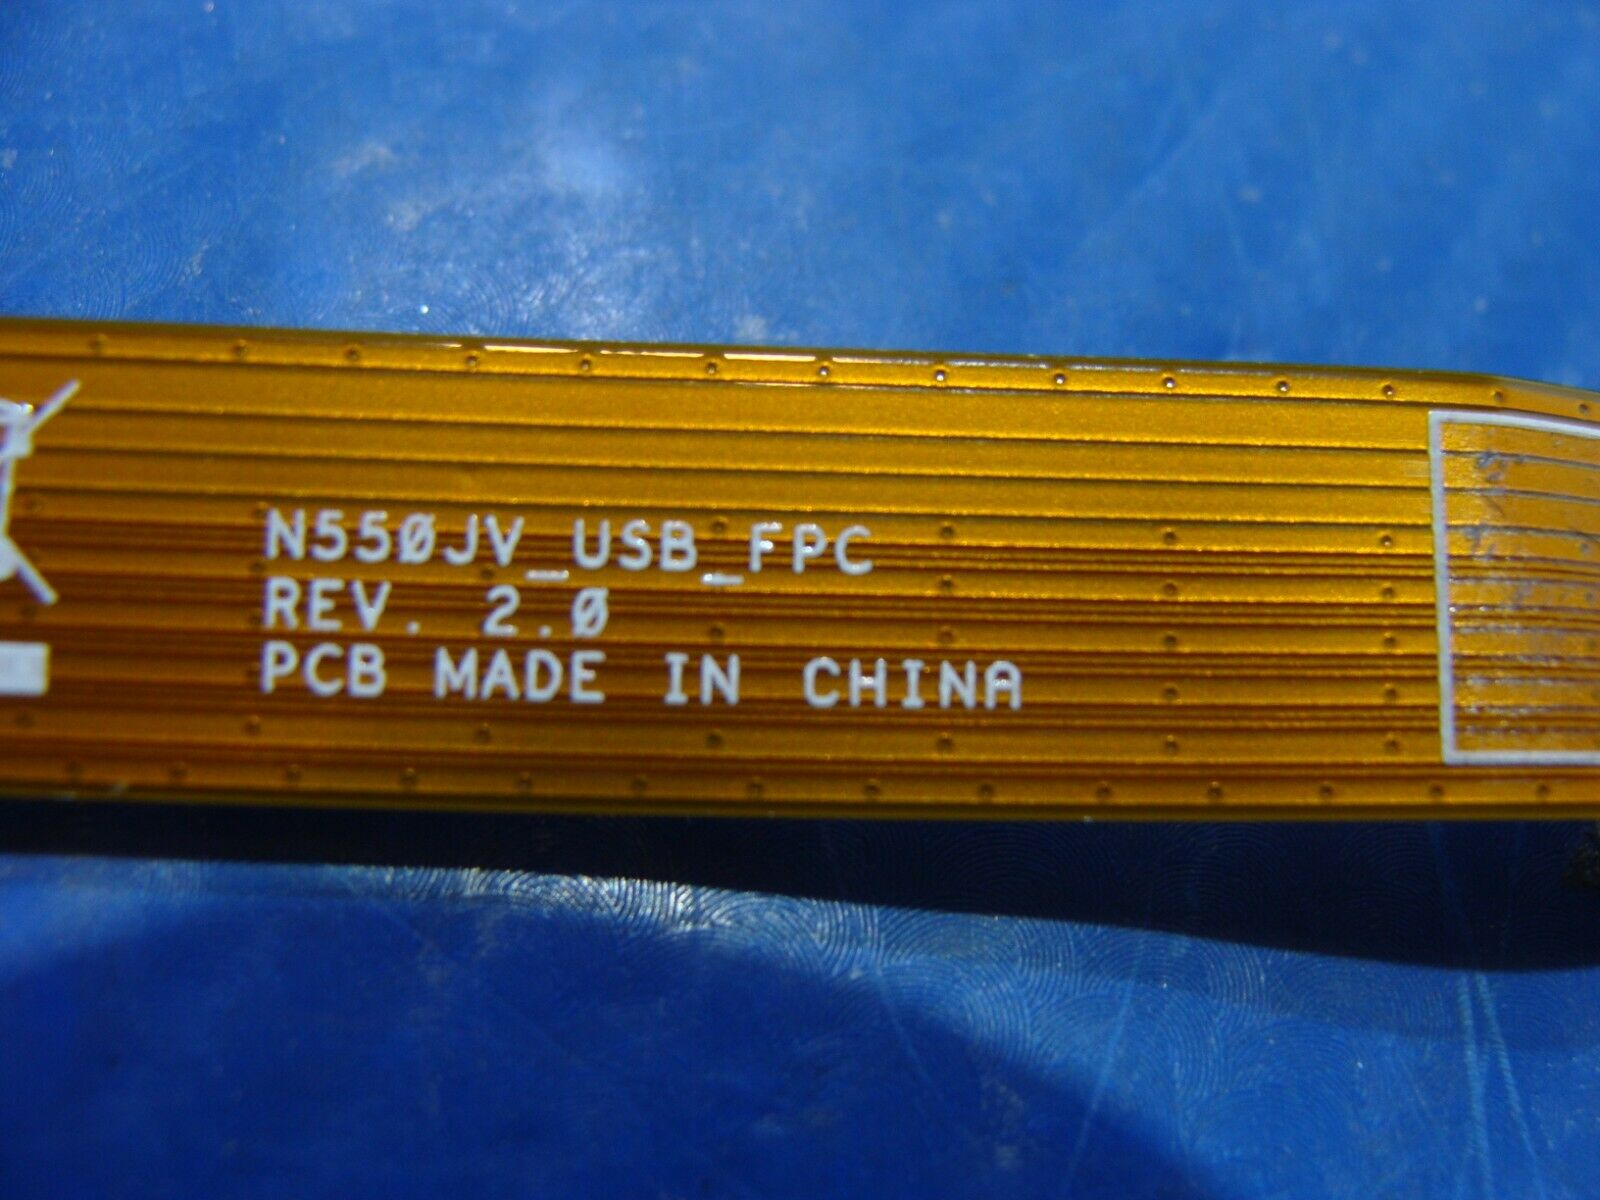 N550JV_USB_FPC
REV. 2.0
PCB MADE IN CHINA